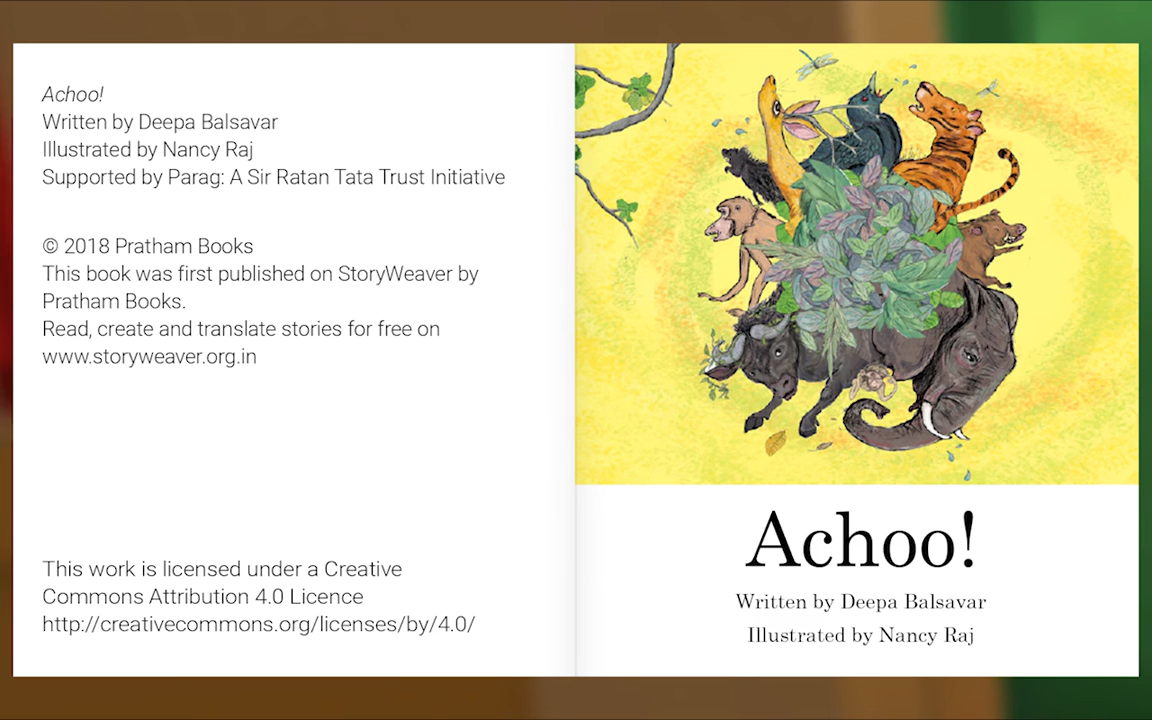 Achoo!
Written by Deepa Balsavar
Illustrated by Nancy Raj
Supported by Parag: A Sir Ratan Tata Trust Initiative
© 2018 Pratham Books
This book was first published on StoryWeaver by
Pratham Books.
Read, create and translate stories for free on
www.storyweaver.org.in
This work is licensed under a Creative
Commons Attribution 4.0 Licence
http://creativecommons.org/licenses/by/4.0/
Achoo!
Written by Deepa Balsavar
Illustrated by Nancy Raj